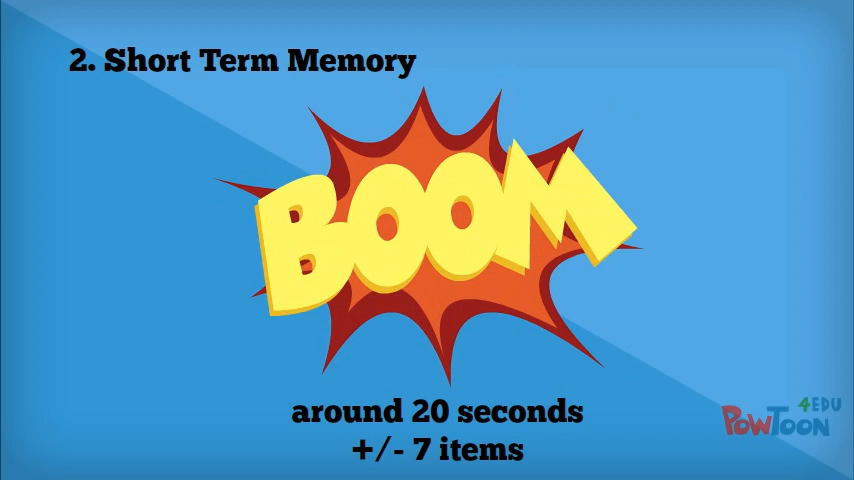 2. Short Term Memory
BOOM
around 20 seconds
+/- 7 items
4EDU
POWTOON